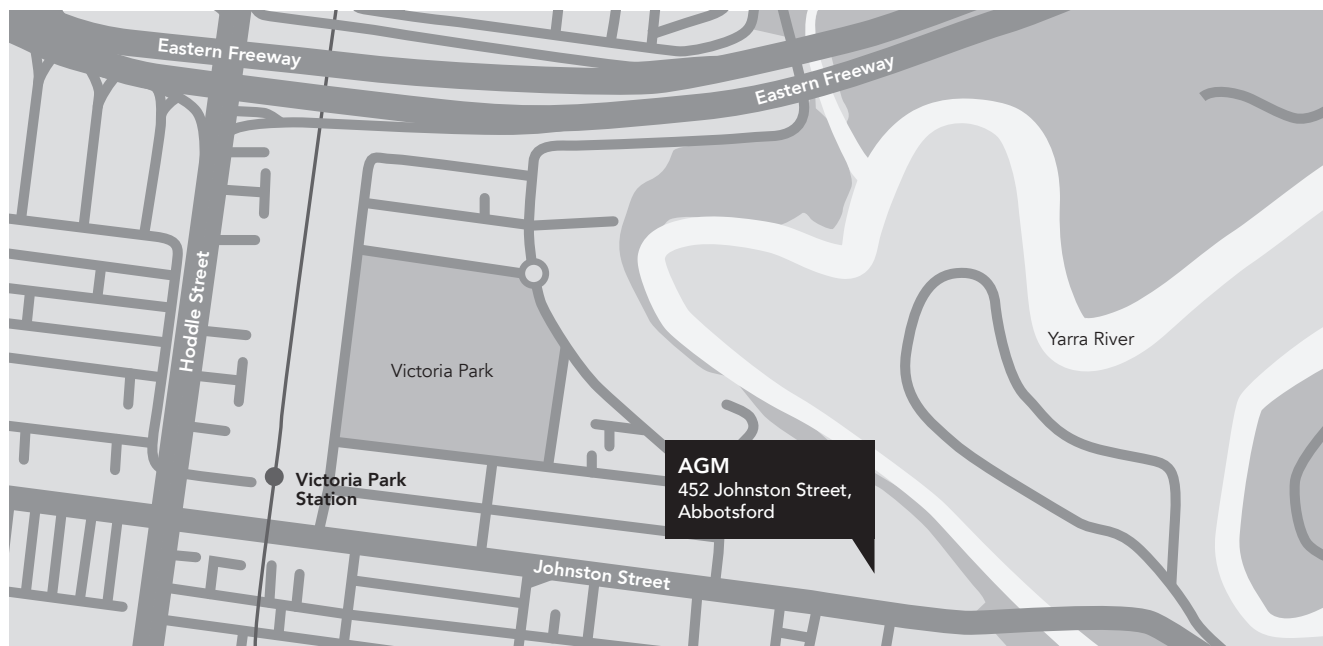 Eastern Freeway
Eastern Freeway
Hoddle Street
Yarra River
Victoria Park
AGM
452 Johnston Street,
Abbotsford
Victoria Park
Station
Johnston Street